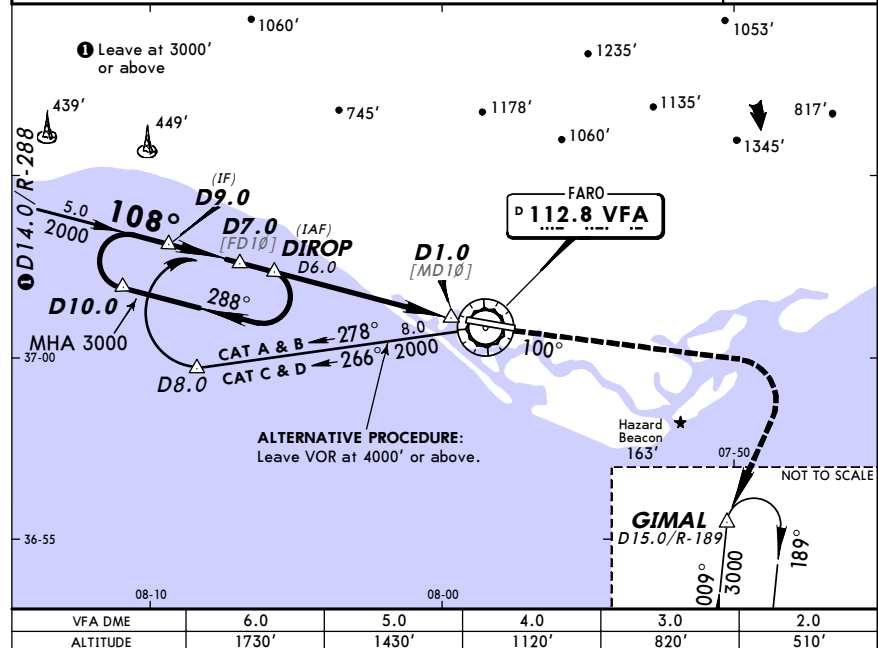 1060'
1053'
❶ Leave at 3000'
or above
1235'
439'
449'
745'
1178'
1135'
817'
1060'
1345'
❶ D14.0/R-288
5.0
2000
108°
(IF)
D9.0
D7.0
[FD10]
(IAF)
DIROP
D6.0
FARO
D 112.8 VFA
D1.0
[MD10]
D10.0
288°
MHA 3000
CAT A & B
278°
8.0
CAT C & D
266°
2000
100°
D8.0
37-00
ALTERNATIVE PROCEDURE:
Leave VOR at 4000' or above.
Hazard
Beacon
163'
07-50
NOT TO SCALE
GIMAL
D15.0/R-189
36-55
009°
3000
189°
08-10
08-00
VFA DME 6.0 5.0 4.0 3.0 2.0
ALTITUDE 1730' 1430' 1120' 820' 510'